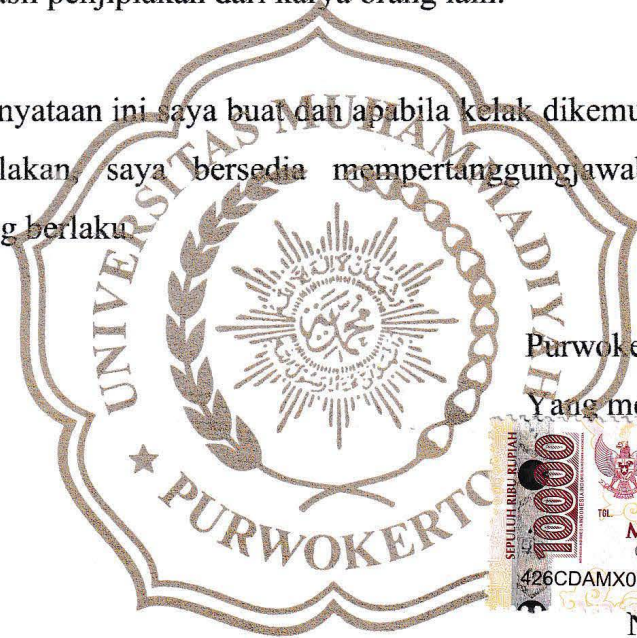 penjiplakan dari karya orang lain.
nyataan ini saya buat dan apabila kelak dikemu
lakan, saya bersedia mempertanggungjawab
g berlaku
UNIVERSITAS MUHAMMADIYAH
PURWOKERTO
Purwoke
Yang me
SEPULUH RIBU RUPIAH
10000
TGL.
426CDAMX0